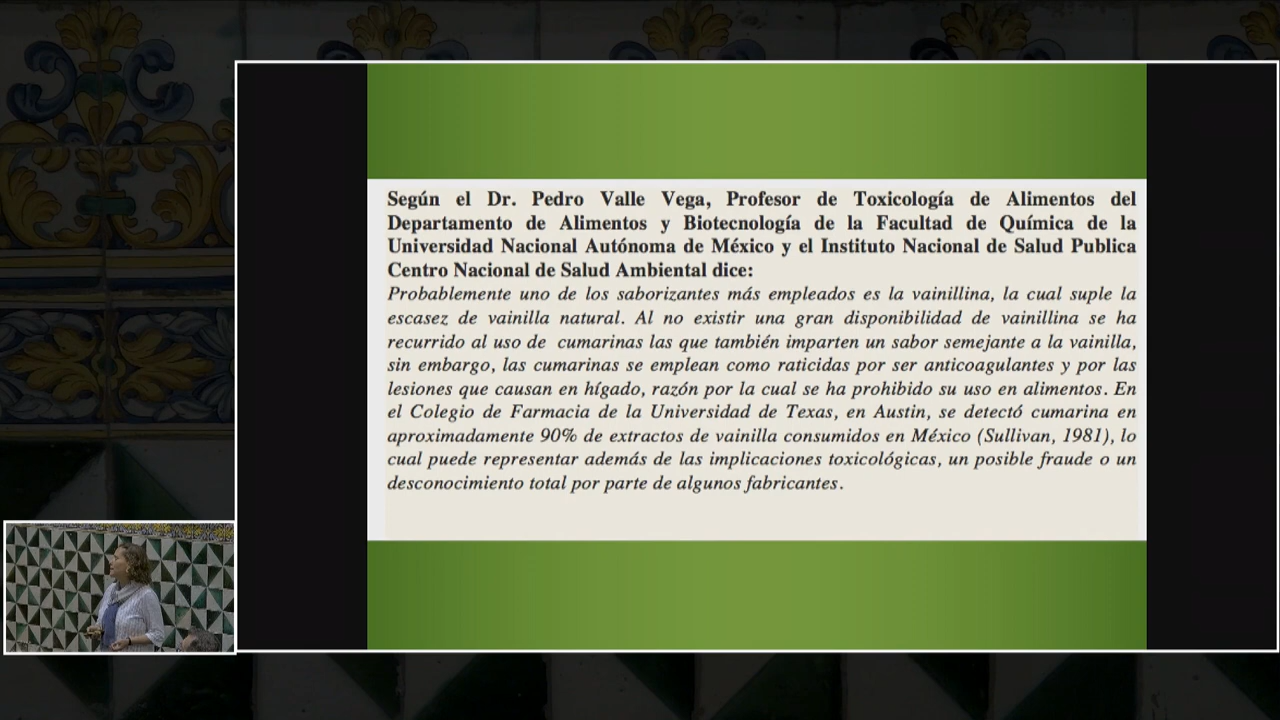 Según el Dr. Pedro Valle Vega, Profesor de Toxicología de Alimentos del
Departamento de Alimentos y Biotecnología de la Facultad de Química de la
Universidad Nacional Autónoma de México y el Instituto Nacional de Salud Publica
Centro Nacional de Salud Ambiental dice:
Probablemente uno de los saborizantes más empleados es la vainillina, la cual suple la
escasez de vainilla natural. Al no existir una gran disponibilidad de vainillina se ha
recurrido al uso de cumarinas las que también imparten un sabor semejante a la vainilla,
sin embargo, las cumarinas se emplean como raticidas por ser anticoagulantes y por las
lesiones que causan en hígado, razón por la cual se ha prohibido su uso en alimentos. En
el Colegio de Farmacia de la Universidad de Texas, en Austin, se detectó cumarina en
aproximadamente 90% de extractos de vainilla consumidos en México (Sullivan, 1981), lo
cual puede representar además de las implicaciones toxicológicas, un posible fraude o un
desconocimiento total por parte de algunos fabricantes.